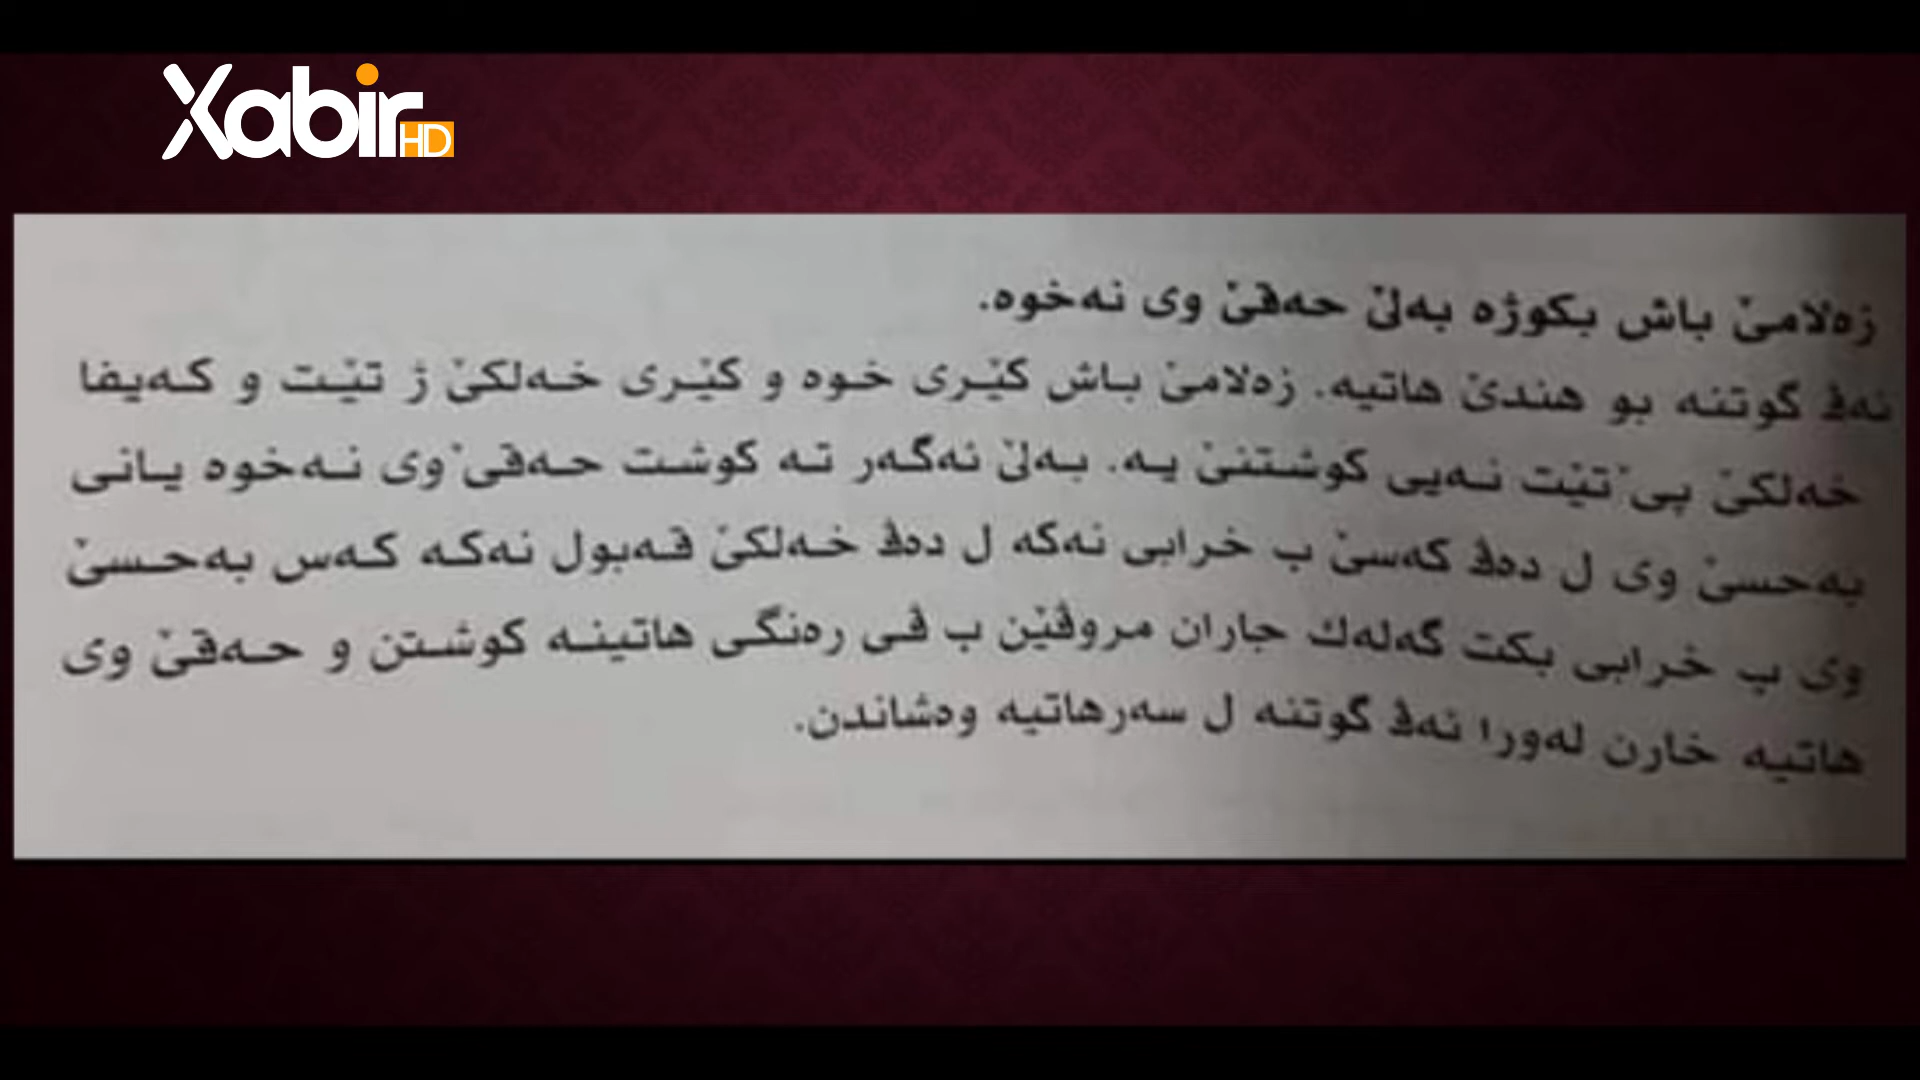 Xabir HD
زەلامێ باش بکوژە بەلێ حەقێ وی نەخوە.
ئەڤ گوتنە بو هندێ هاتیە. زەلامێ باش کێری خوە و کێری خەلکێ ژ تێت و کەیفا
خەلکێ پێ تێت نەیی کوشتنێ یە. بەلێ ئەگەر تە کوشت حەقێ وی نەخوە یانی
بەحسێ وی ل دەڤ کەسێ ب خرابی نەکە ل دەڤ خەلکێ قەبول نەکە کەس بەحسێ
وی ب خرابی بکت گەلەك جاران مروڤێن ب ڤی رەنگی هاتینە کوشتن و حەقێ وی
هاتیە خارن لەورا ئەڤ گوتنە ل سەرهاتیە وەشاندن.